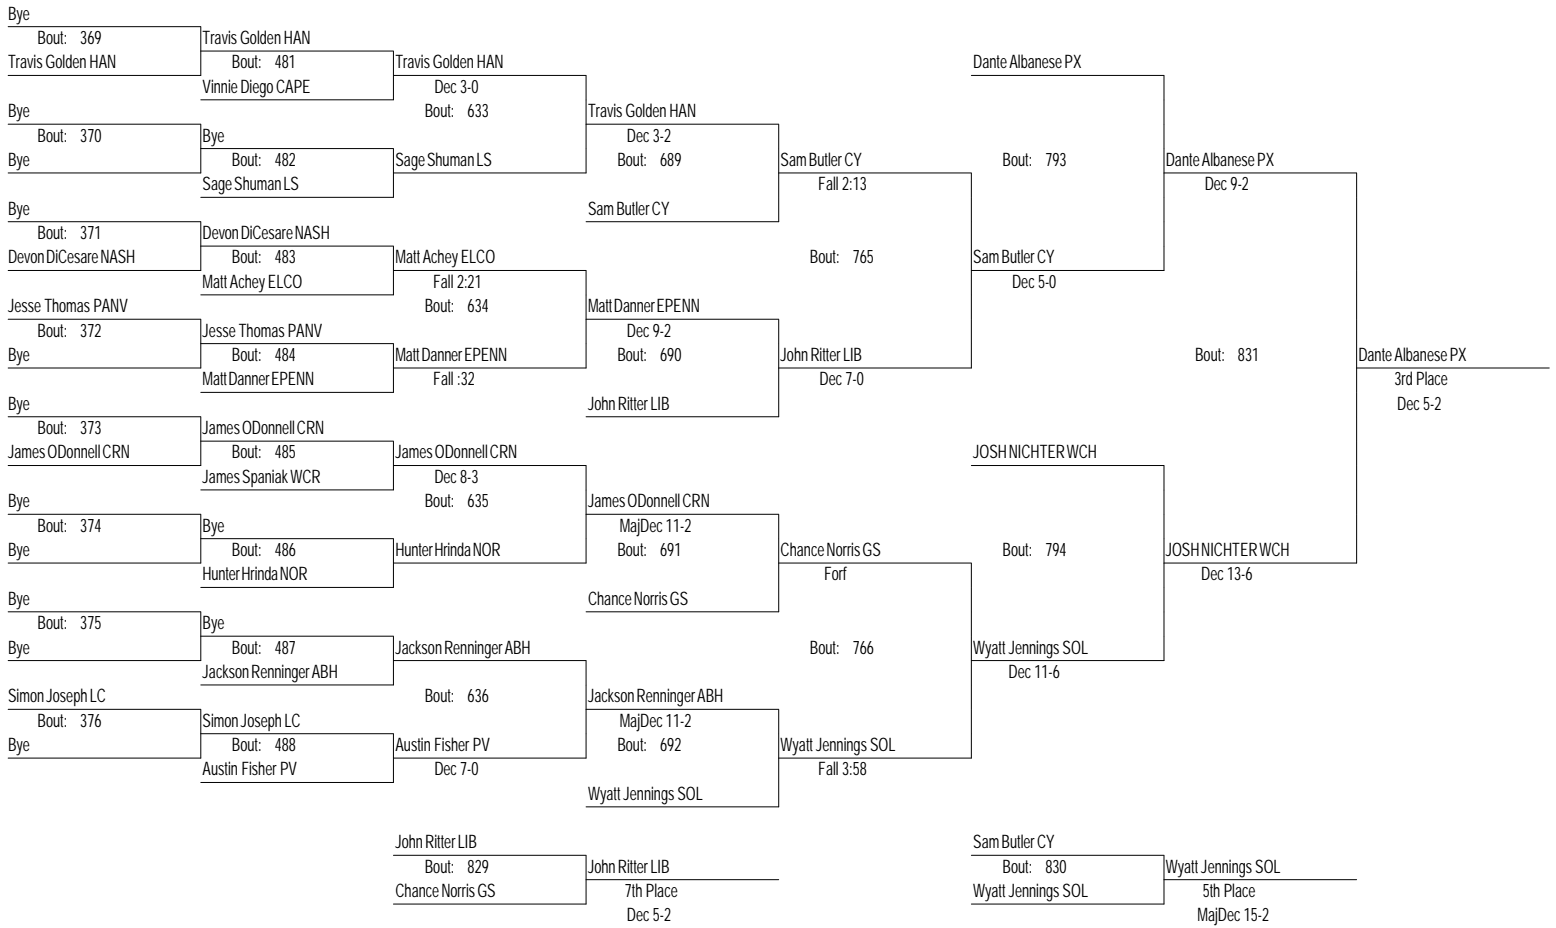 Bye
Bout: 369
Travis Golden HAN
Bye
Bout: 370
Bye
Bye
Bout: 371
Devon DiCesare NASH
Jesse Thomas PANV
Bout: 372
Bye
Bye
Bout: 373
James ODonnell CRN
Bye
Bout: 374
Bye
Bye
Bout: 375
Bye
Simon Joseph LC
Bout: 376
Bye
Travis Golden HAN
Bout: 481
Vinnie Diego CAPE
Bye
Bout: 482
Sage Shuman LS
Devon DiCesare NASH
Bout: 483
Matt Achey ELCO
Jesse Thomas PANV
Bout: 484
Matt Danner EPENN
James ODonnell CRN
Bout: 485
James Spaniak WCR
Bye
Bout: 486
Hunter Hrinda NOR
Bye
Bout: 487
Jackson Renninger ABH
Simon Joseph LC
Bout: 488
Austin Fisher PV
Travis Golden HAN
Dec 3-0
Bout: 633
Sage Shuman LS
Matt Achey ELCO
Fall 2:21
Bout: 634
Matt Danner EPENN
Fall :32
James ODonnell CRN
Dec 8-3
Bout: 635
Hunter Hrinda NOR
Jackson Renninger ABH
Bout: 636
Austin Fisher PV
Dec 7-0
Travis Golden HAN
Dec 3-2
Bout: 689
Sam Butler CY
Matt Danner EPENN
Dec 9-2
Bout: 690
John Ritter LIB
James ODonnell CRN
MajDec 11-2
Bout: 691
Chance Norris GS
Jackson Renninger ABH
MajDec 11-2
Bout: 692
Wyatt Jennings SOL
Sam Butler CY
Fall 2:13
Bout: 765
John Ritter LIB
Dec 7-0
Chance Norris GS
Forf
Bout: 766
Wyatt Jennings SOL
Fall 3:58
Dante Albanese PX
Bout: 793
Sam Butler CY
Dec 5-0
JOSH NICHTER WCH
Bout: 794
Wyatt Jennings SOL
Dec 11-6
Dante Albanese PX
Dec 9-2
Bout: 831
JOSH NICHTER WCH
Dec 13-6
Dante Albanese PX
3rd Place
Dec 5-2
John Ritter LIB
Bout: 829
Chance Norris GS
John Ritter LIB
7th Place
Dec 5-2
Sam Butler CY
Bout: 830
Wyatt Jennings SOL
Wyatt Jennings SOL
5th Place
MajDec 15-2